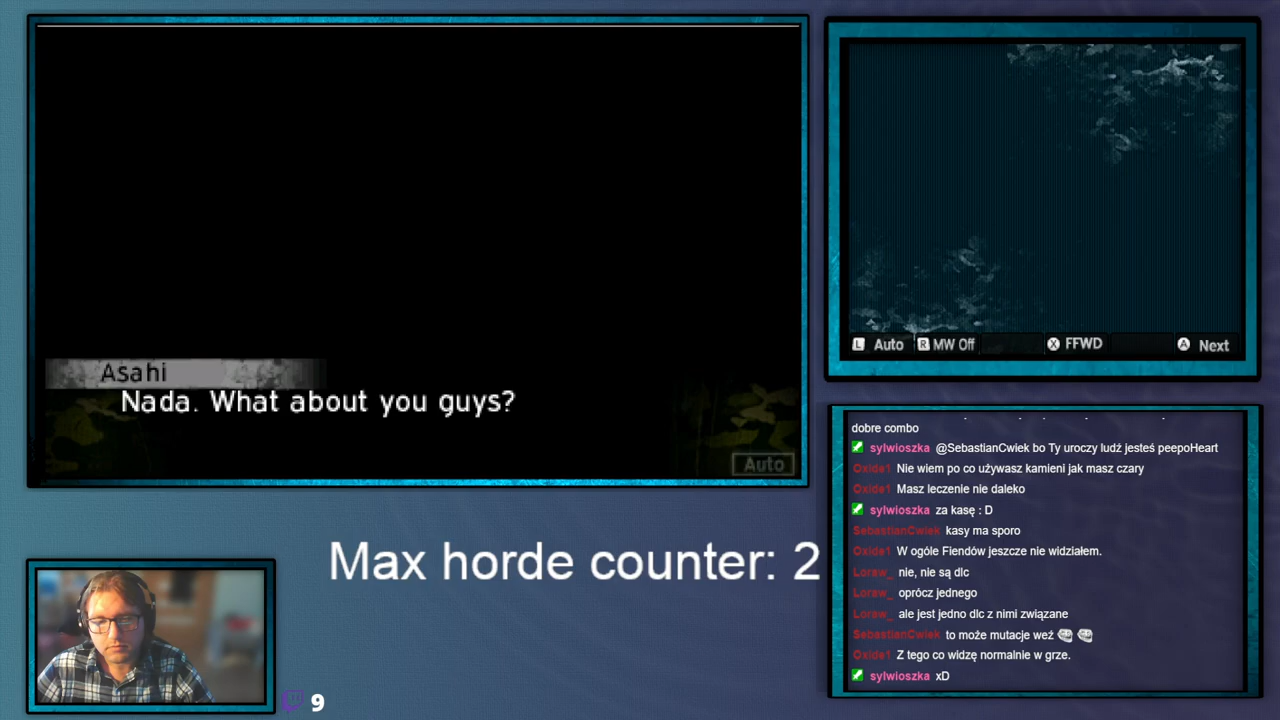 Asahi
Nada. What about you guys?
Auto
L Auto R MW Off X FFWD A Next
dobre combo
sylwioszka @SebastianCwiek bo Ty uroczy ludź jesteś peepoHeart
Oxide1 Nie wiem po co używasz kamieni jak masz czary
Oxide1 Masz leczenie nie daleko
sylwioszka za kasę : D
SebastianCwiek kasy ma sporo
Oxide1 W ogóle Fiendów jeszcze nie widziałem.
Loraw_ nie, nie są dlc
Loraw_ oprócz jednego
Loraw_ ale jest jedno dlc z nimi związane
SebastianCwiek to może mutacje weź
Oxide1 Z tego co widzę normalnie w grze.
sylwioszka xD
Max horde counter: 2
9